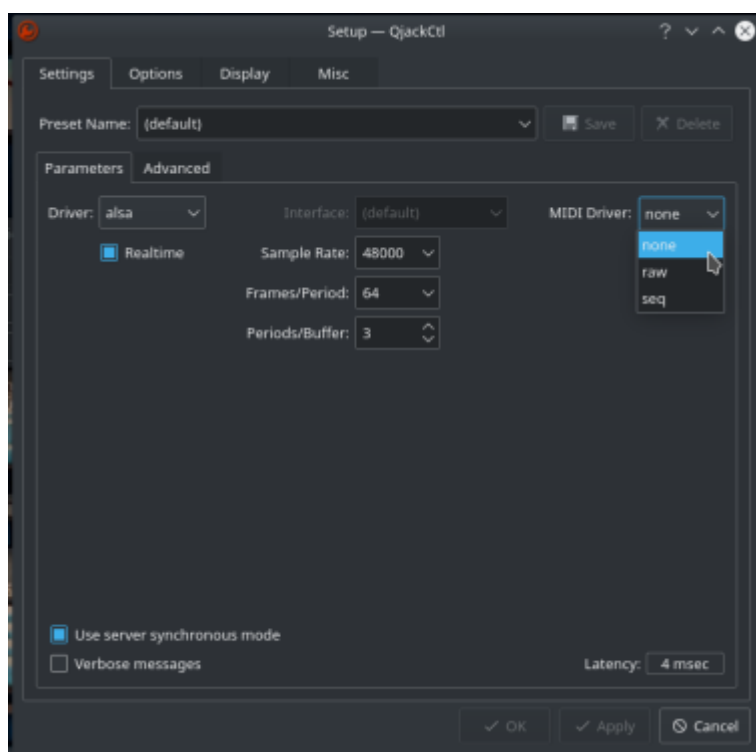 Setup — QjackCtl
Settings Options Display Misc
Preset Name: (default) Save Delete
Parameters Advanced
Driver: alsa Interface: (default) MIDI Driver: none
none
Realtime Sample Rate: 48000
raw
Frames/Period: 64
seq
Periods/Buffer: 3
Use server synchronous mode
Verbose messages Latency: 4 msec
OK Apply Cancel